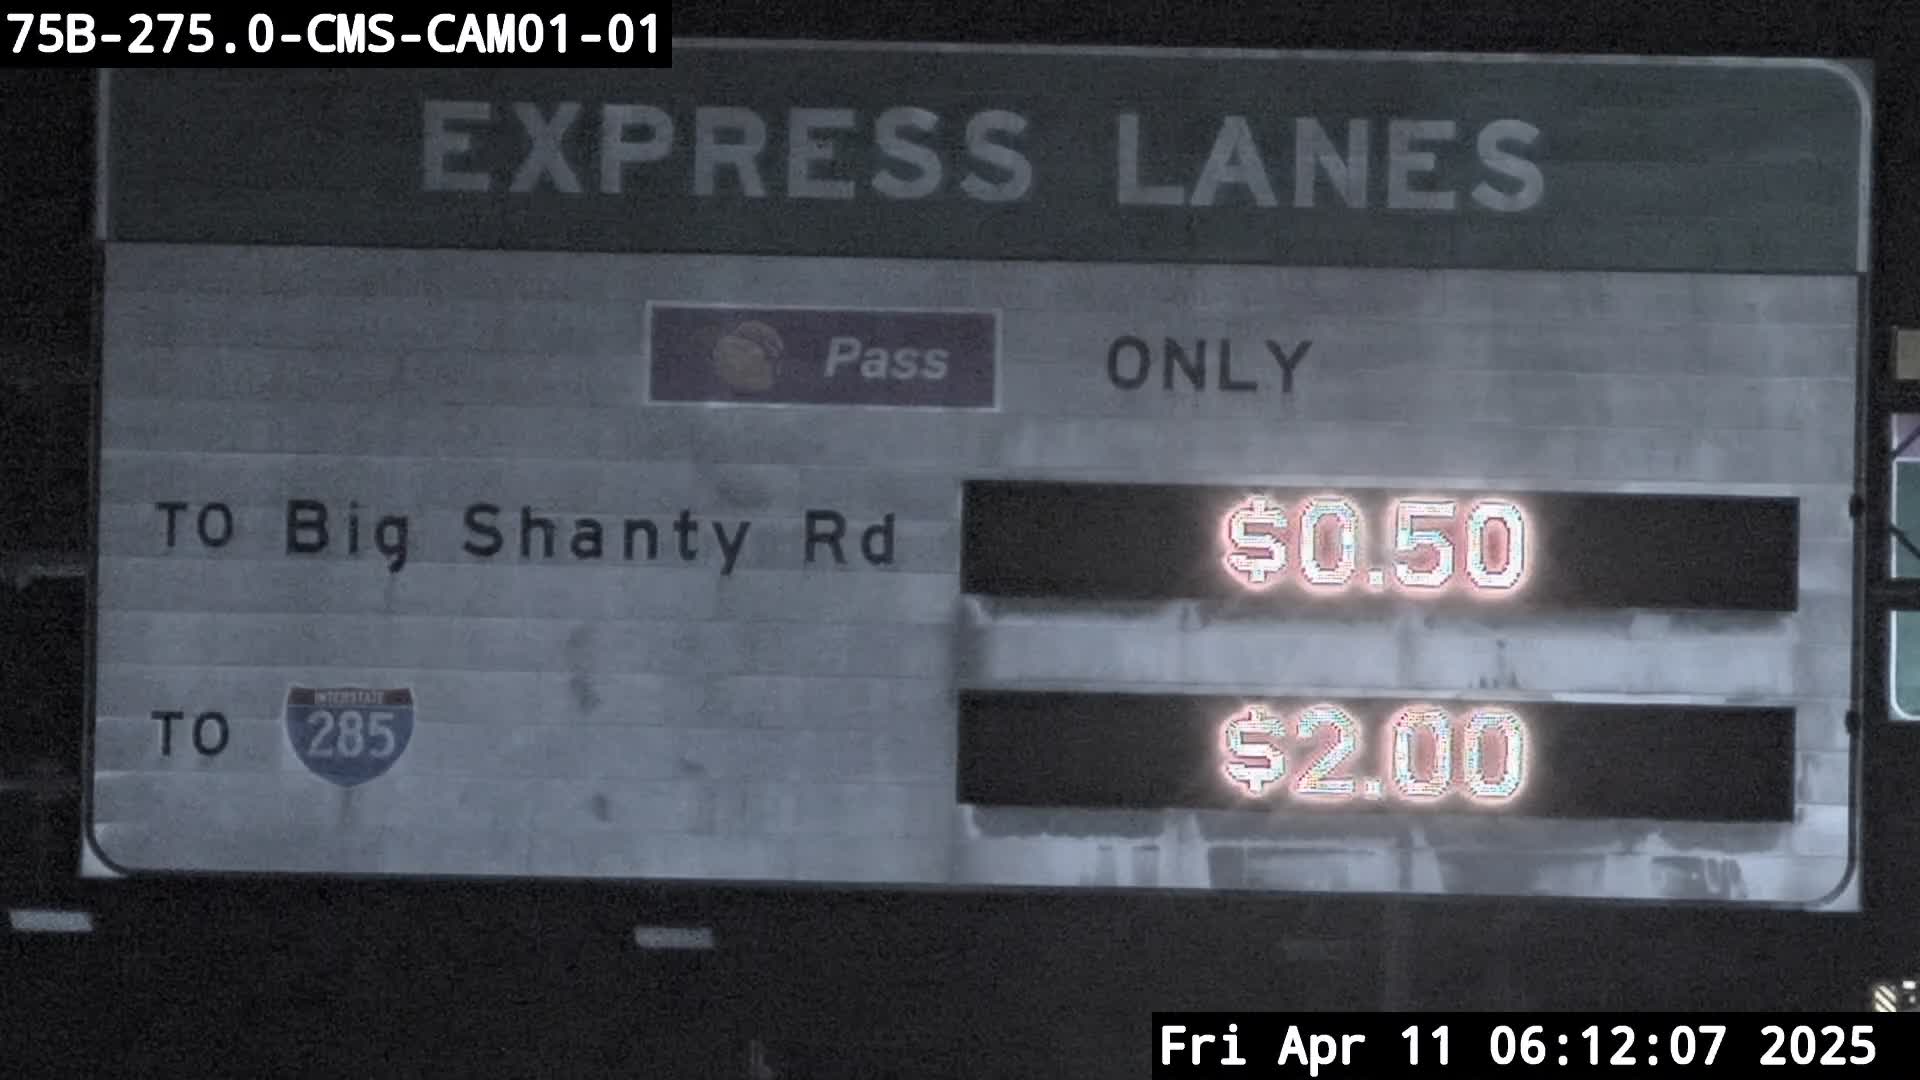 75B-275.0-CMS-CAM01-01
EXPRESS LANES
Pass ONLY
TO Big Shanty Rd $0.50
INTERSTATE
TO 285 $2.00
Fri Apr 11 06:12:07 2025